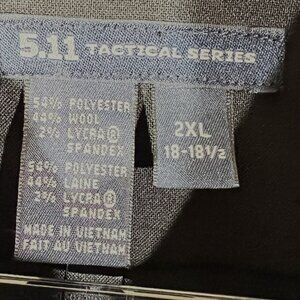 5.11 TACTICAL SERIES
54% POLYESTER
44% WOOL
2% LYCRA®
SPANDEX
54% POLYESTER
44% LAINE
2% LYCRA®
SPANDEX
MADE IN VIETNAM
FAIT AU VIETNAM
2XL
18-18½